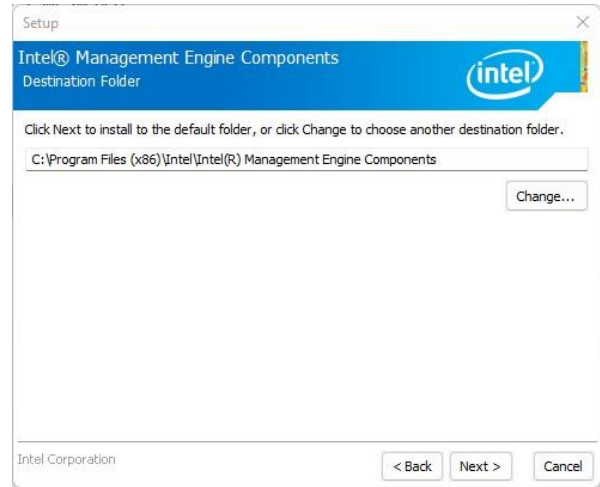 Setup
Intel® Management Engine Components
Destination Folder
intel
Click Next to install to the default folder, or click Change to choose another destination folder.
C:\Program Files (x86)\Intel\Intel(R) Management Engine Components
Change...
Intel Corporation
< Back
Next >
Cancel